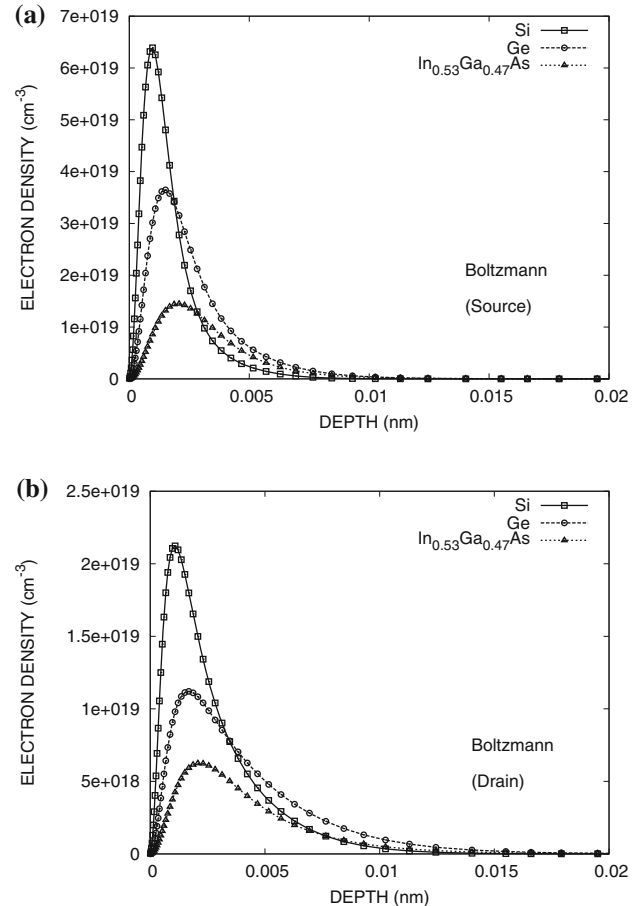 (a)
7e+019
6e+019
5e+019
4e+019
3e+019
2e+019
1e+019
0
ELECTRON DENSITY (cm-3)
Si
Ge
In0.53Ga0.47As
Boltzmann
(Source)
0 0.005 0.01 0.015 0.02
DEPTH (nm)
(b)
2.5e+019
2e+019
1.5e+019
1e+019
5e+018
0
ELECTRON DENSITY (cm-3)
Si
Ge
In0.53Ga0.47As
Boltzmann
(Drain)
0 0.005 0.01 0.015 0.02
DEPTH (nm)